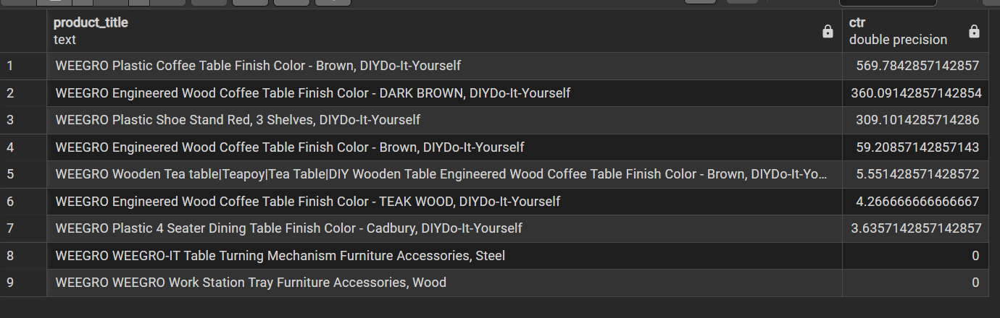 product_title ctr
text double precision
1 WEEGRO Plastic Coffee Table Finish Color - Brown, DIYDo-It-Yourself 569.7842857142857
2 WEEGRO Engineered Wood Coffee Table Finish Color - DARK BROWN, DIYDo-It-Yourself 360.09142857142854
3 WEEGRO Plastic Shoe Stand Red, 3 Shelves, DIYDo-It-Yourself 309.1014285714286
4 WEEGRO Engineered Wood Coffee Table Finish Color - Brown, DIYDo-It-Yourself 59.20857142857143
5 WEEGRO Wooden Tea table|Teapoy|Tea Table|DIY Wooden Table Engineered Wood Coffee Table Finish Color - Brown, DIYDo-It-Yo... 5.551428571428572
6 WEEGRO Engineered Wood Coffee Table Finish Color - TEAK WOOD, DIYDo-It-Yourself 4.266666666666667
7 WEEGRO Plastic 4 Seater Dining Table Finish Color - Cadbury, DIYDo-It-Yourself 3.6357142857142857
8 WEEGRO WEEGRO-IT Table Turning Mechanism Furniture Accessories, Steel 0
9 WEEGRO WEEGRO Work Station Tray Furniture Accessories, Wood 0